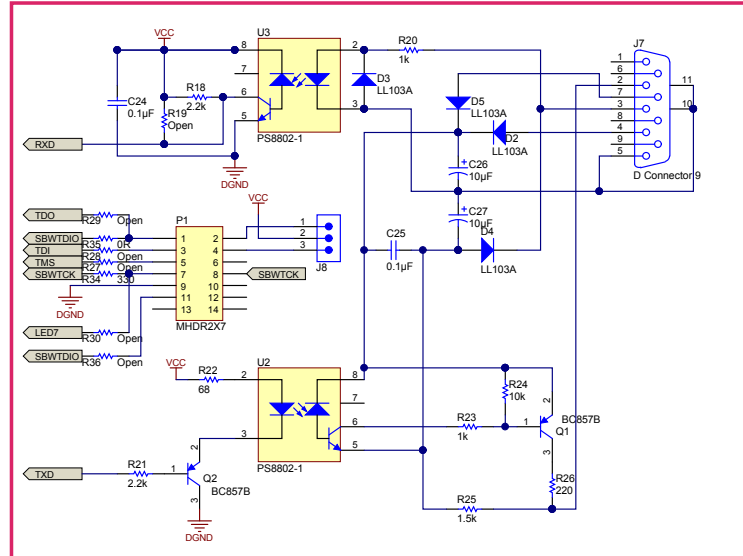 U3
J7
VCC
8
2
R20
1k
1
6
2
7
3
8
4
9
5
11
10
D Connector 9
7
R18
2.2k
6
5
3
C24
0.1µF
R19
Open
D3
LL103A
D5
LL103A
D2
LL103A
PS8802-1
RXD
DGND
C26
10µF
+
C27
10µF
+
D4
LL103A
C25
0.1µF
VCC
TDO
R29
Open
P1
SBWTDIO
R35
0R
TDI
R28
Open
TMS
R27
Open
SBWTCK
R34
330
1
2
3
4
5
6
7
8
9
10
11
12
13
14
MHDR2X7
1
2
3
J8
SBWTCK
DGND
LED7
R30
Open
SBWTDIO
R36
Open
VCC
R22
68
U2
2
8
7
3
6
5
PS8802-1
R24
10k
R23
1k
2
1
3
BC857B
Q1
R26
220
R25
1.5k
TXD
R21
2.2k
2
1
3
Q2
BC857B
DGND